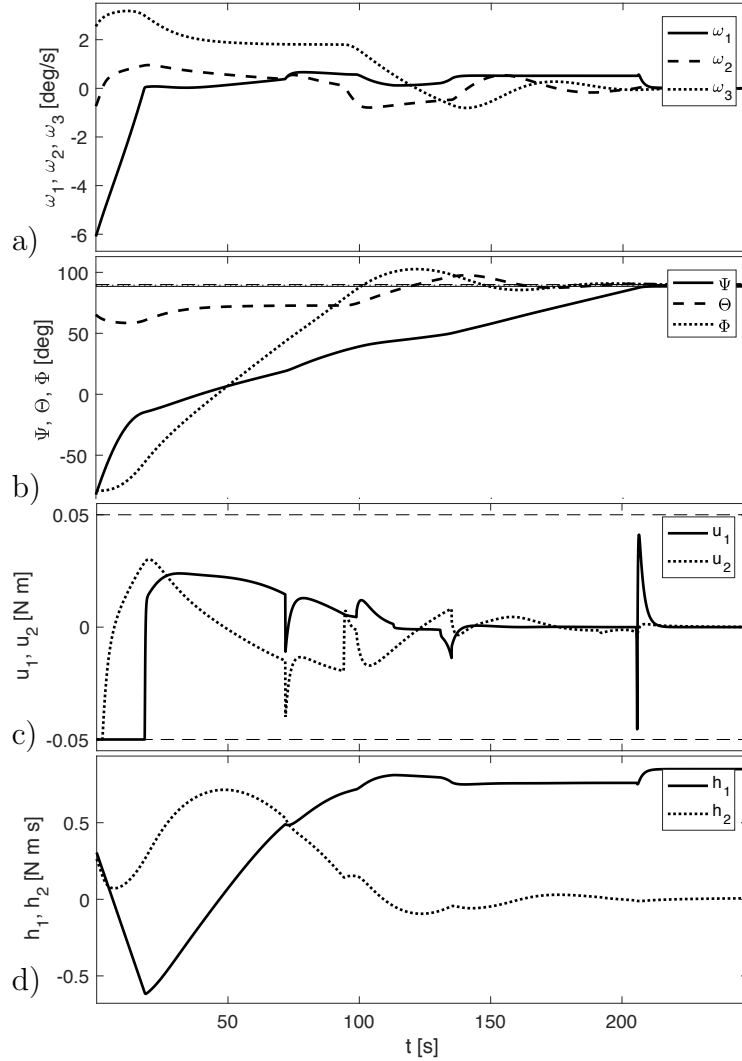 2
0
-2
-4
-6
ω₁, ω₂, ω₃ [deg/s]
ω₁
ω₂
ω₃
a)
100
50
0
-50
Ψ, Θ, Φ [deg]
Ψ
Θ
Φ
b)
0.05
0
-0.05
u₁, u₂ [N m]
u₁
u₂
c)
0.5
0
-0.5
h₁, h₂ [N m s]
h₁
h₂
d)
50 100 150 200
t [s]